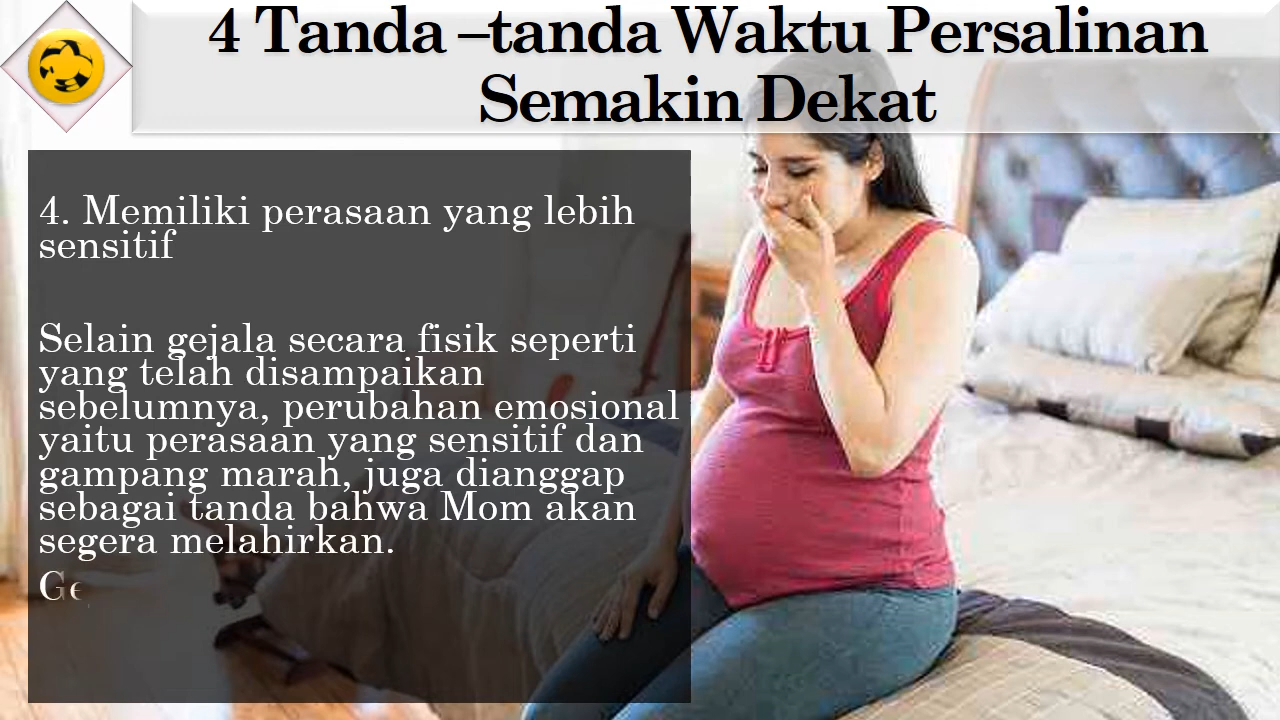 4 Tanda –tanda Waktu Persalinan
Semakin Dekat
4. Memiliki perasaan yang lebih
sensitif
Selain gejala secara fisik seperti
yang telah disampaikan
sebelumnya, perubahan emosional
yaitu perasaan yang sensitif dan
gampang marah, juga dianggap
sebagai tanda bahwa Mom akan
segera melahirkan.